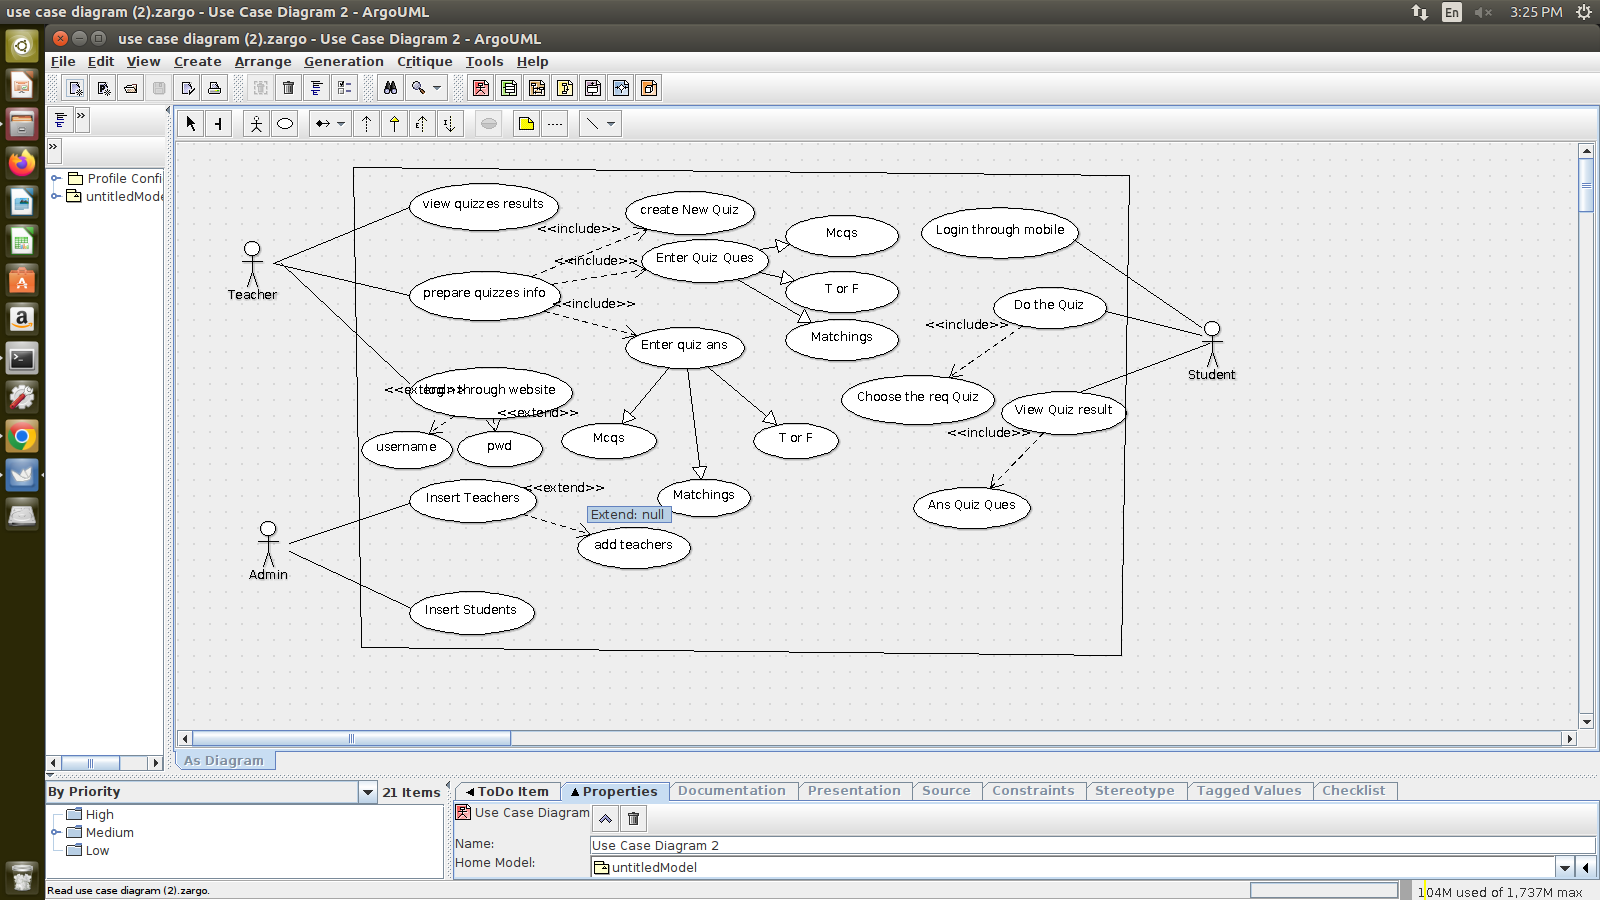 use case diagram (2).zargo - Use Case Diagram 2 - ArgoUML
En
3:25 PM
use case diagram (2).zargo - Use Case Diagram 2 - ArgoUML
File Edit View Create Arrange Generation Critique Tools Help
Profile Confi
untitledMode
view quizzes results
create New Quiz
<<include>>
Mcqs
Login through mobile
Enter Quiz Ques
<<include>>
Teacher
prepare quizzes info
T or F
<<include>>
Do the Quiz
<<include>>
Matchings
Enter quiz ans
Student
<<extend>>
login through website
Choose the req Quiz
<<extend>>
View Quiz result
<<include>>
username
pwd
Mcqs
T or F
Insert Teachers
<<extend>>
Matchings
Ans Quiz Ques
Extend: null
add teachers
Admin
Insert Students
As Diagram
By Priority
21 Items
High
Medium
Low
ToDo Item
Properties
Documentation
Presentation
Source
Constraints
Stereotype
Tagged Values
Checklist
Use Case Diagram
Name:
Use Case Diagram 2
Home Model:
untitledModel
Read use case diagram (2).zargo.
104M used of 1,737M max